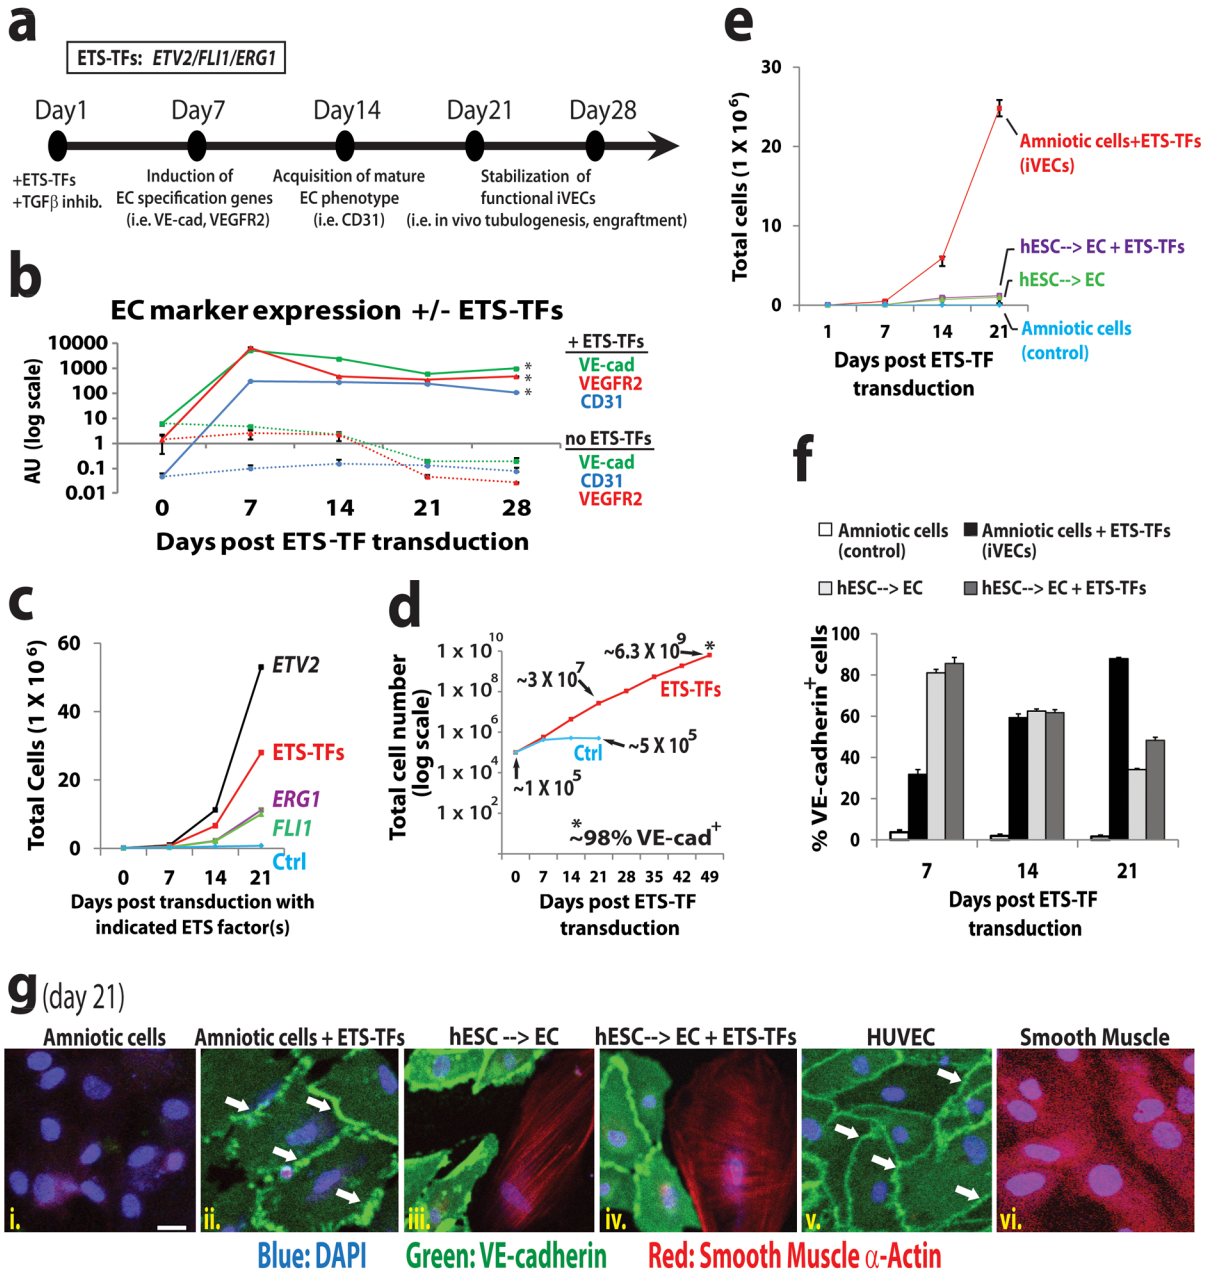 a
ETS-TFs: ETV2/FLI1/ERG1
Day1 Day7 Day14 Day21 Day28
+ETS-TFs
+TGFβ inhib.
Induction of
EC specification genes
(i.e. VE-cad, VEGFR2)
Acquisition of mature
EC phenotype
(i.e. CD31)
Stabilization of
functional iVECs
(i.e. in vivo tubulogenesis, engraftment)
b
EC marker expression +/- ETS-TFs
AU (log scale)
10000
1000
100
10
1
0.1
0.01
0 7 14 21 28
Days post ETS-TF transduction
* 
*
*
+ ETS-TFs
VE-cad
VEGFR2
CD31
no ETS-TFs
VE-cad
CD31
VEGFR2
c
Total Cells (1 X 10⁶)
60
40
20
0
ETV2
ETS-TFs
ERG1
FLI1
Ctrl
0 7 14 21
Days post transduction with
indicated ETS factor(s)
d
Total cell number
(log scale)
1 x 10¹⁰
1 x 10⁸
1 x 10⁶
1 x 10⁴
1 x 10²
~6.3 X 10⁹ *
~3 X 10⁷
ETS-TFs
Ctrl
~5 X 10⁵
~1 X 10⁵
* ~98% VE-cad⁺
0 7 14 21 28 35 42 49
Days post ETS-TF
transduction
e
Total cells (1 X 10⁶)
30
20
10
0
Amniotic cells+ETS-TFs
(iVECs)
hESC--> EC + ETS-TFs
hESC--> EC
Amniotic cells
(control)
1 7 14 21
Days post ETS-TF
transduction
f
Amniotic cells
(control)
Amniotic cells + ETS-TFs
(iVECs)
hESC--> EC
hESC--> EC + ETS-TFs
% VE-cadherin⁺ cells
100
80
60
40
20
0
7 14 21
Days post ETS-TF
transduction
g (day 21)
Amniotic cells
Amniotic cells + ETS-TFs
hESC --> EC
hESC--> EC + ETS-TFs
HUVEC
Smooth Muscle
i.
ii.
iii.
iv.
v.
vi.
Blue: DAPI Green: VE-cadherin Red: Smooth Muscle α-Actin